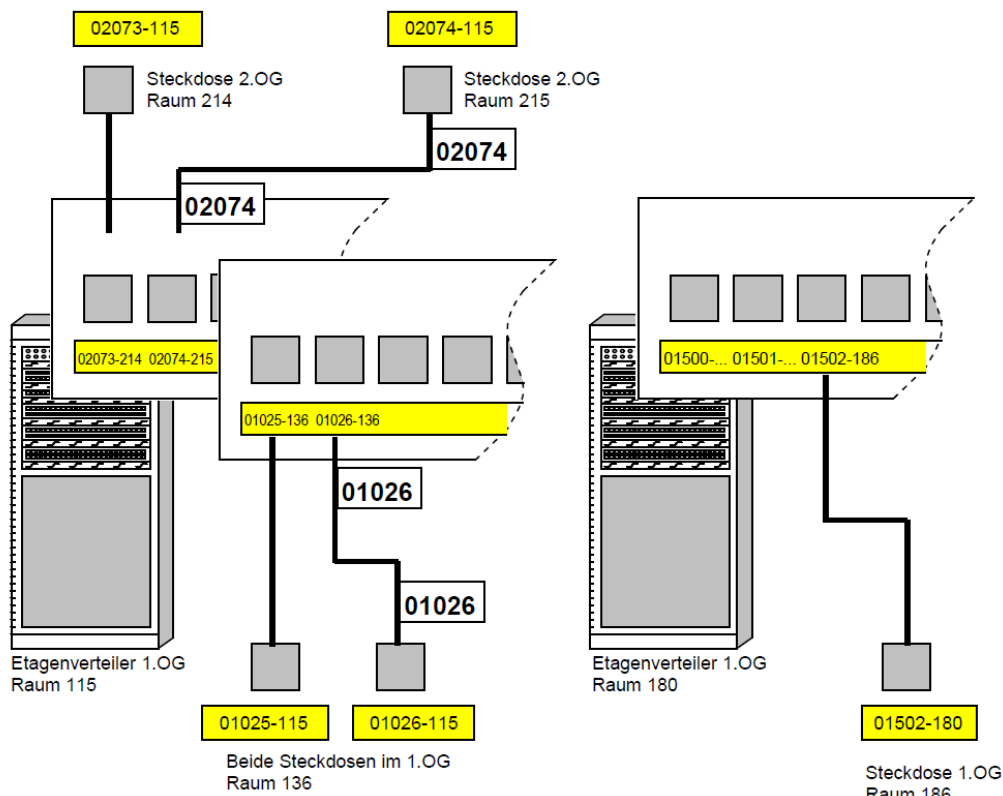 02073-115
02074-115
Steckdose 2.OG
Raum 214
Steckdose 2.OG
Raum 215
02074
02074
02073-214 02074-215
01500-... 01501-... 01502-186
01025-136 01026-136
01026
01026
Etagenverteiler 1.OG
Raum 115
Etagenverteiler 1.OG
Raum 180
01025-115
01026-115
01502-180
Beide Steckdosen im 1.OG
Raum 136
Steckdose 1.OG
Raum 186